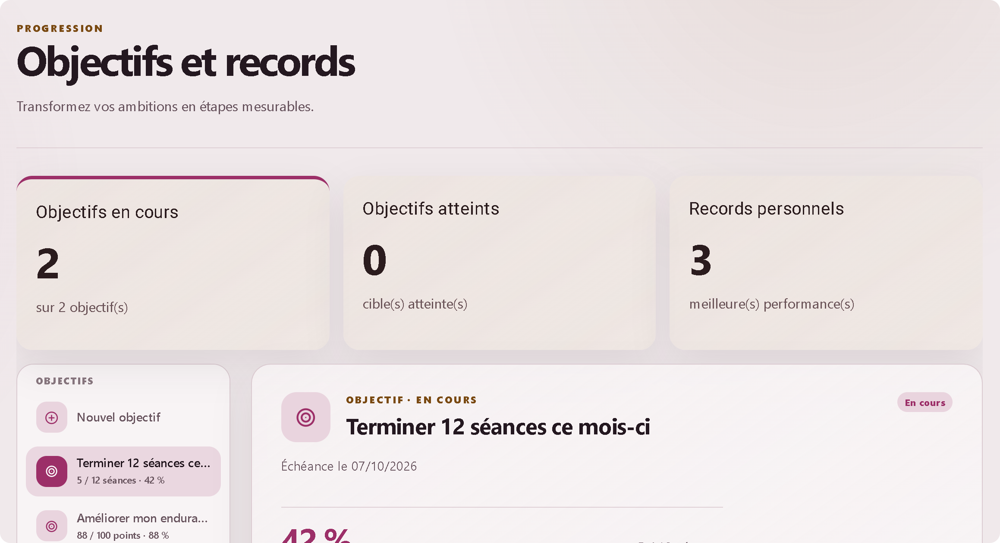 PROGRESSION
Objectifs et records
Transformez vos ambitions en étapes mesurables.
Objectifs en cours
2
sur 2 objectif(s)
Objectifs atteints
0
cible(s) atteinte(s)
Records personnels
3
meilleure(s) performance(s)
OBJECTIFS
Nouvel objectif
Terminer 12 séances ce...
5 / 12 séances · 42 %
Améliorer mon endura...
88 / 100 points · 88 %
OBJECTIF · EN COURS
Terminer 12 séances ce mois-ci
En cours
Échéance le 07/10/2026
42 %